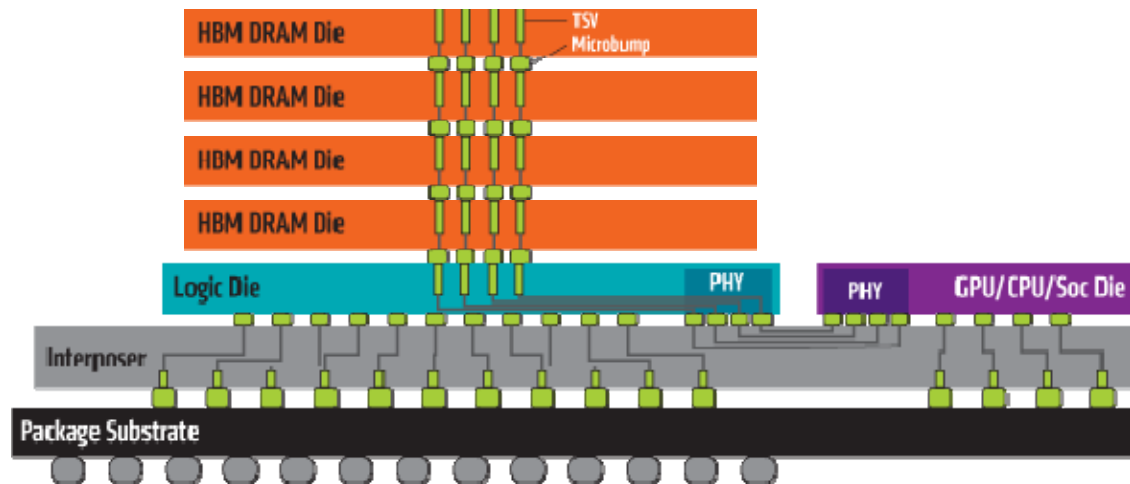 HBM DRAM Die
TSV
Microbump
HBM DRAM Die
HBM DRAM Die
HBM DRAM Die
Logic Die
PHY
PHY
GPU/CPU/Soc Die
Interposer
Package Substrate